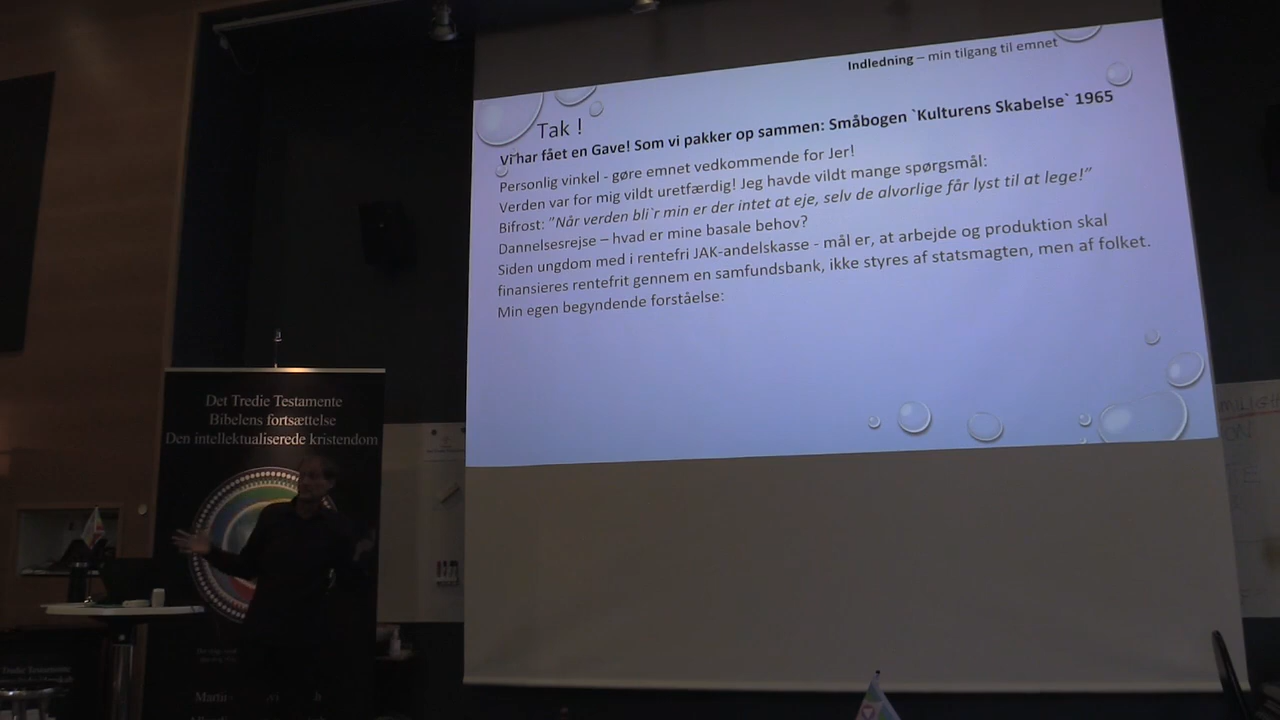 Indledning – min tilgang til emnet
Tak !
Vi har fået en Gave! Som vi pakker op sammen: Småbogen `Kulturens Skabelse` 1965
Personlig vinkel - gøre emnet vedkommende for Jer!
Verden var for mig vildt uretfærdig! Jeg havde vildt mange spørgsmål:
Bifrost: ”Når verden bli`r min er der intet at eje, selv de alvorlige får lyst til at lege!”
Dannelsesrejse – hvad er mine basale behov?
Siden ungdom med i rentefri JAK-andelskasse - mål er, at arbejde og produktion skal
finansieres rentefrit gennem en samfundsbank, ikke styres af statsmagten, men af folket.
Min egen begyndende forståelse:
Det Tredie Testamente
Bibelens fortsættelse
Den intellektualiserede kristendom